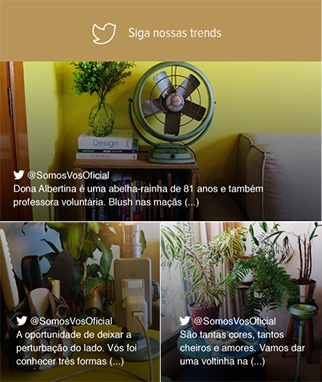 Siga nossas trends
Design
@SomosVosOficial
Dona Albertina é uma abelha-rainha de 81 anos e também
professora voluntária. Blush nas maçãs (...)
@SomosVosOficial
A oportunidade de deixar a
perturbação do lado. Vós foi
conhecer três formas (...)
@SomosVosOficial
São tantas cores, tantos
cheiros e amores. Vamos dar
uma voltinha na (...)